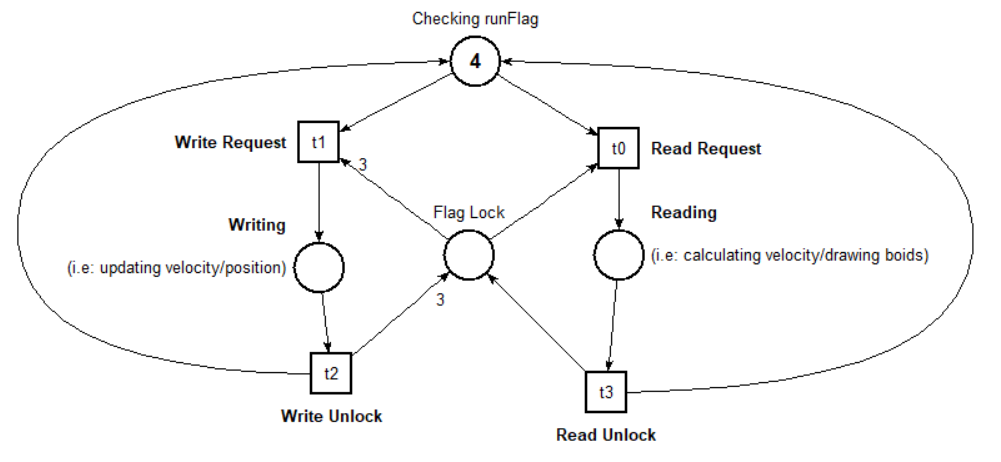 Checking runFlag
4
Write Request
t1
t0
Read Request
3
Writing
Flag Lock
Reading
(i.e: updating velocity/position)
(i.e: calculating velocity/drawing boids)
3
t2
t3
Write Unlock
Read Unlock